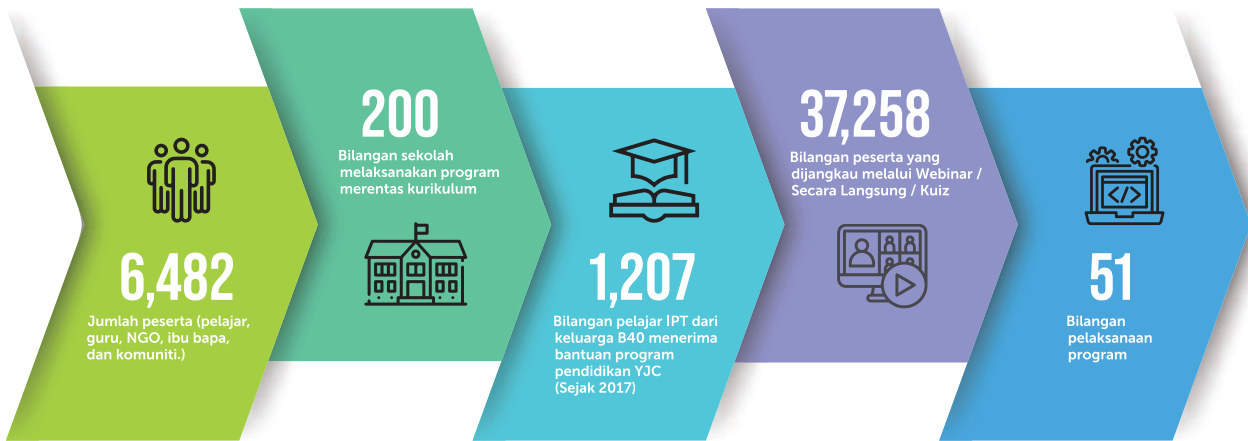 6,482
Jumlah peserta (pelajar,
guru, NGO, ibu bapa,
dan komuniti.)
200
Bilangan sekolah
melaksanakan program
merentas kurikulum
1,207
Bilangan pelajar IPT dari
keluarga B40 menerima
bantuan program
pendidikan YJC
(Sejak 2017)
37,258
Bilangan peserta yang
dijangkau melalui Webinar /
Secara Langsung / Kuiz
51
Bilangan
pelaksanaan
program